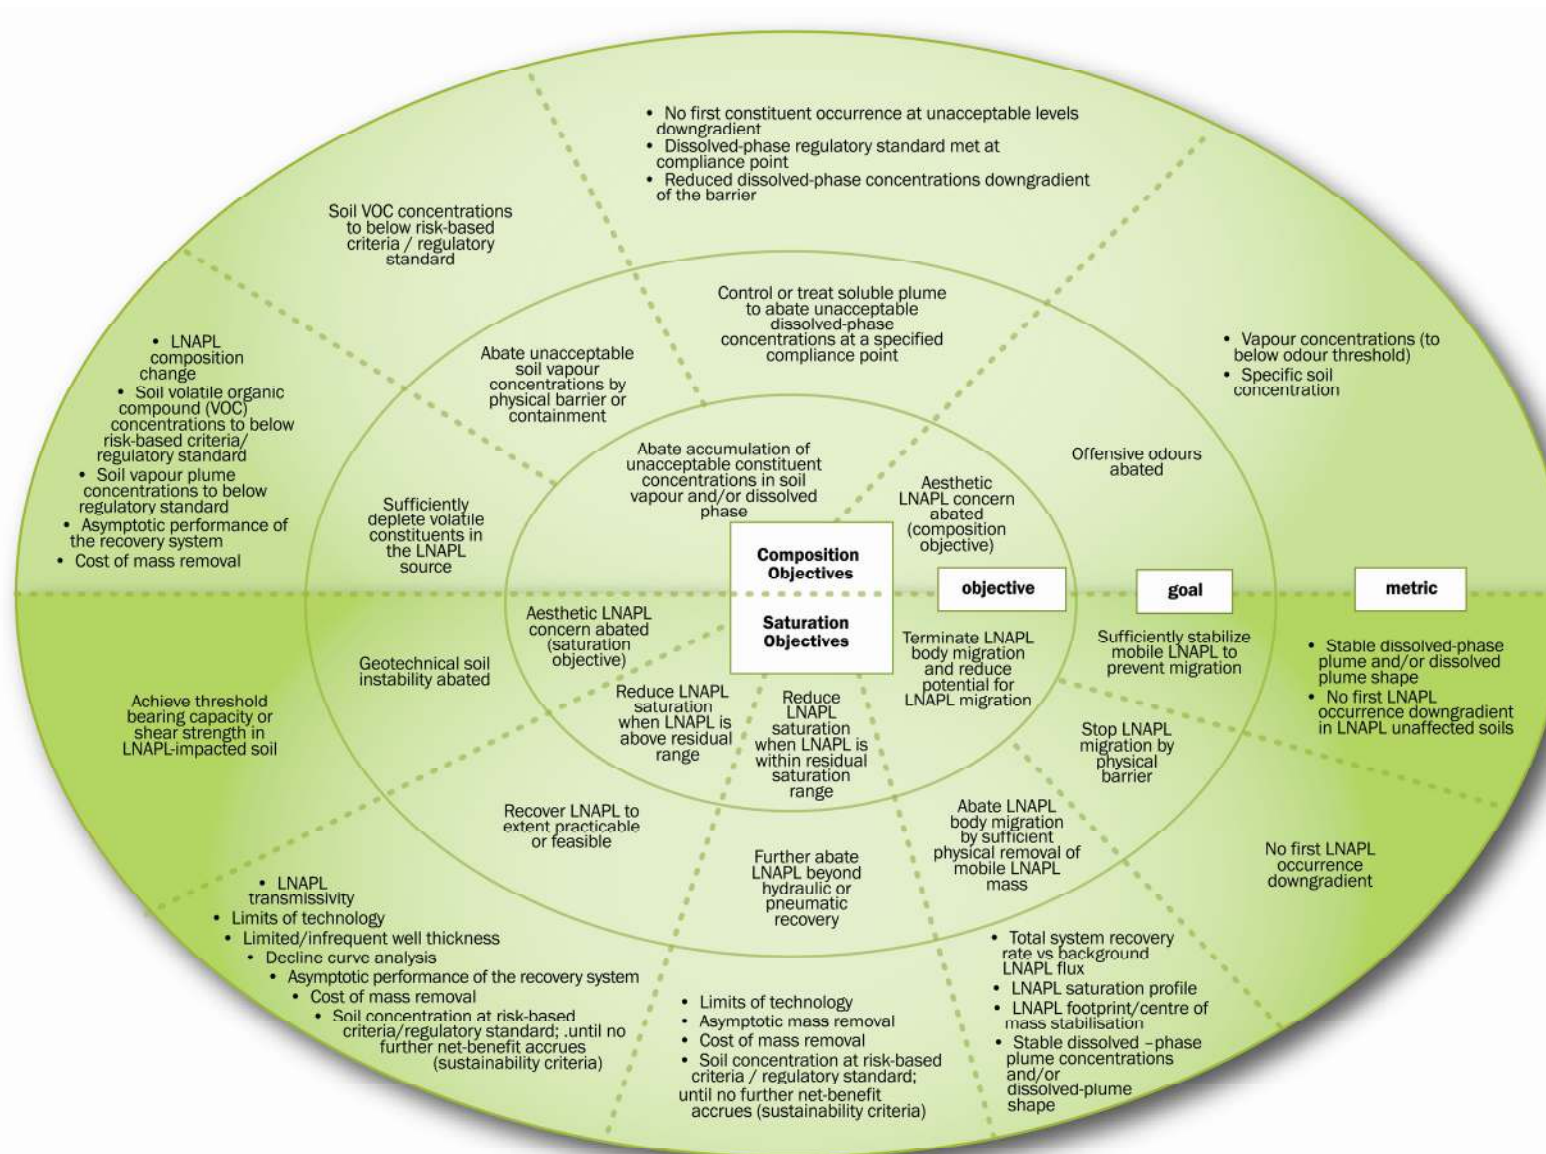 • No first constituent occurrence at unacceptable levels
downgradient
• Dissolved-phase regulatory standard met at
compliance point
• Reduced dissolved-phase concentrations downgradient
of the barrier
Soil VOC concentrations
to below risk-based
criteria / regulatory
standard
Control or treat soluble plume
to abate unacceptable
dissolved-phase
concentrations at a specified
compliance point
• Vapour concentrations (to
below odour threshold)
• Specific soil
concentration
• LNAPL
composition
change
• Soil volatile organic
compound (VOC)
concentrations to below
risk-based criteria/
regulatory standard
• Soil vapour plume
concentrations to below
regulatory standard
• Asymptotic performance of
the recovery system
• Cost of mass removal
Abate unacceptable
soil vapour
concentrations by
physical barrier or
containment
Sufficiently
deplete volatile
constituents in
the LNAPL
source
Abate accumulation of
unacceptable constituent
concentrations in soil
vapour and/or dissolved
phase
Aesthetic
LNAPL concern
abated
(composition
objective)
Offensive odours
abated
Composition
Objectives
Saturation
Objectives
objective
goal
metric
Achieve threshold
bearing capacity or
shear strength in
LNAPL-impacted soil
Geotechnical soil
instability abated
Aesthetic LNAPL
concern abated
(saturation
objective)
Reduce LNAPL
saturation
when LNAPL is
above residual
range
Reduce
LNAPL
saturation
when LNAPL is
within residual
saturation
range
Terminate LNAPL
body migration
and reduce
potential for
LNAPL migration
Sufficiently stabilize
mobile LNAPL to
prevent migration
• Stable dissolved-phase
plume and/or dissolved
plume shape
• No first LNAPL
occurrence downgradient
in LNAPL unaffected soils
Stop LNAPL
migration by
physical
barrier
Recover LNAPL to
extent practicable
or feasible
Further abate
LNAPL beyond
hydraulic or
pneumatic
recovery
Abate LNAPL
body migration
by sufficient
physical removal of
mobile LNAPL
mass
No first LNAPL
occurrence
downgradient
• LNAPL
transmissivity
• Limits of technology
• Limited/infrequent well thickness
• Decline curve analysis
• Asymptotic performance of the recovery system
• Cost of mass removal
• Soil concentration at risk-based
criteria/regulatory standard; .until no
further net-benefit accrues
(sustainability criteria)
• Limits of technology
• Asymptotic mass removal
• Cost of mass removal
• Soil concentration at risk-based
criteria / regulatory standard;
until no further net-benefit
accrues (sustainability criteria)
• Total system recovery
rate vs background
LNAPL flux
• LNAPL saturation profile
• LNAPL footprint/centre of
mass stabilisation
• Stable dissolved –phase
plume concentrations
and/or
dissolved-plume
shape